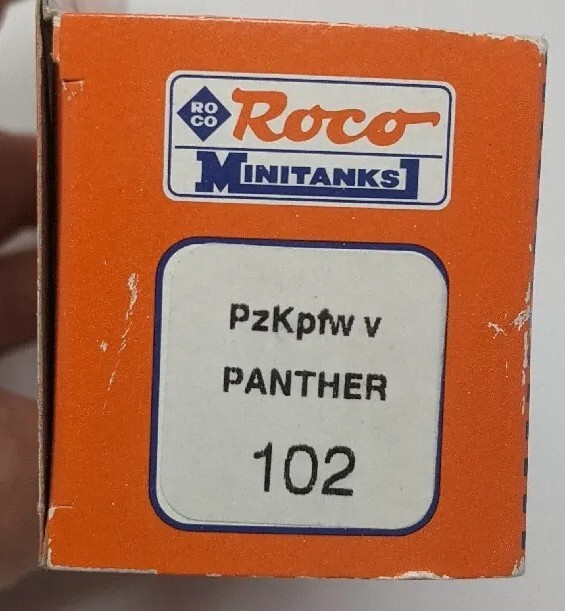 RO
CO
Roco
MINITANKS
PzKpfw v
PANTHER
102